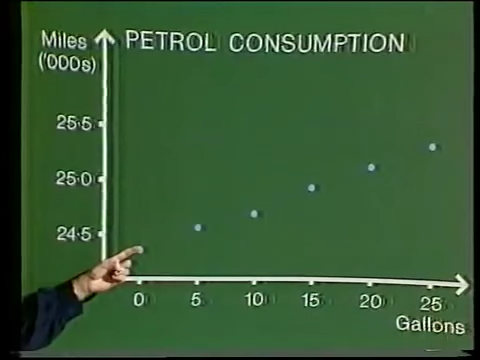 PETROL CONSUMPTION
Miles
('000s)
25·5
25·0
24·5
0 5 10 15 20 25
Gallons